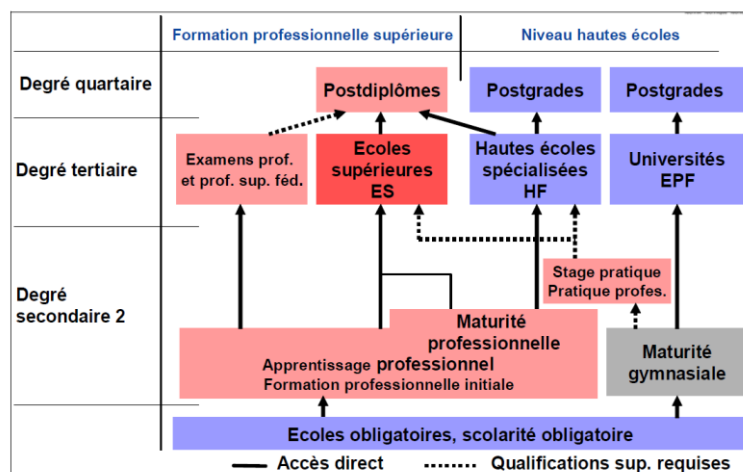 Formation professionnelle supérieure
Niveau hautes écoles
Degré quartaire
Postdiplômes
Postgrades
Postgrades
Degré tertiaire
Examens prof.
et prof. sup. féd.
Ecoles
supérieures
ES
Hautes écoles
spécialisées
HF
Universités
EPF
Degré
secondaire 2
Stage pratique
Pratique profes.
Maturité
professionnelle
Apprentissage professionnel
Formation professionnelle initiale
Maturité
gymnasiale
Ecoles obligatoires, scolarité obligatoire
Accès direct
Qualifications sup. requises